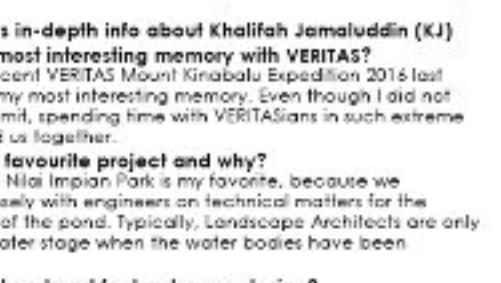 s in-depth info about Khalifah Jamaluddin (KJ)
most interesting memory with VERITAS?
cent VERITAS Mount Kinabalu Expedition 2016 last
my most interesting memory. Even though I did not
mit, spending time with VERITASians in such extreme
d us together.
favourite project and why?
Nilai Impian Park is my favorite, because we
sely with engineers on technical matters for the
of the pond. Typically, Landscape Architects are only
ater stage when the water bodies have been